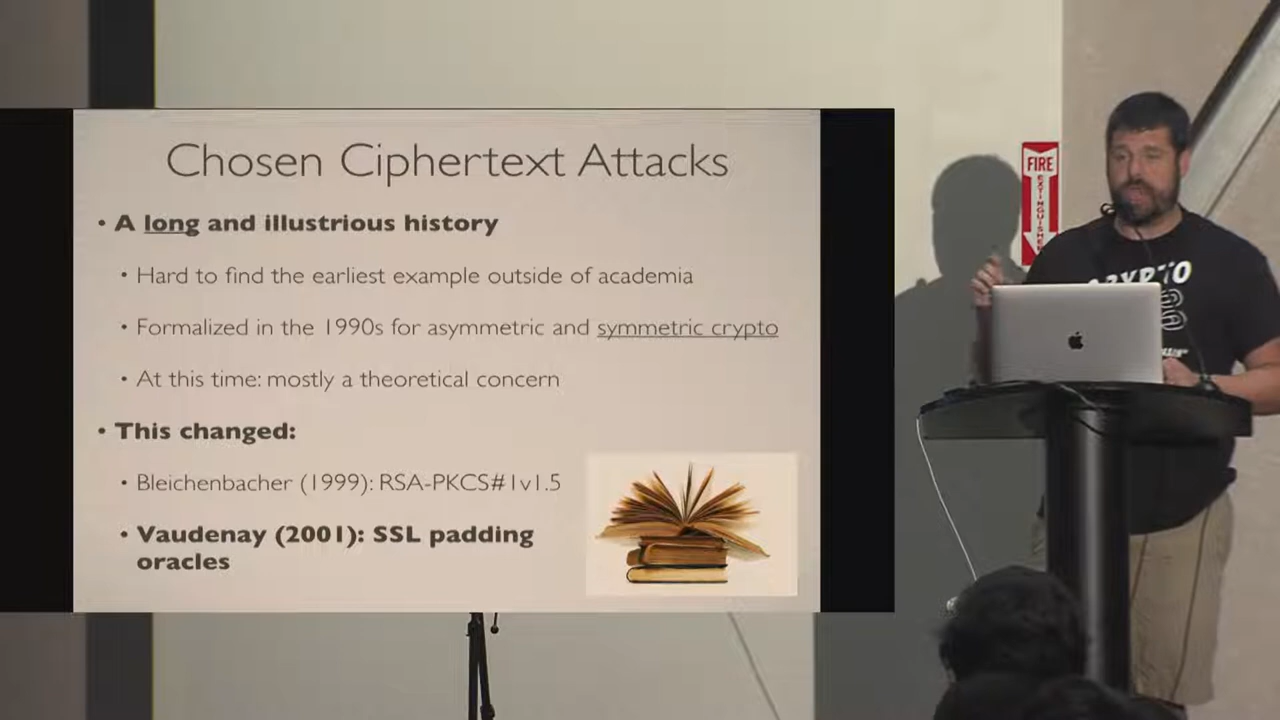 Chosen Ciphertext Attacks
• A long and illustrious history
• Hard to find the earliest example outside of academia
• Formalized in the 1990s for asymmetric and symmetric crypto
• At this time: mostly a theoretical concern
• This changed:
• Bleichenbacher (1999): RSA-PKCS#1v1.5
• Vaudenay (2001): SSL padding
oracles
FIRE
EXTINGUISHER
CRYPTO